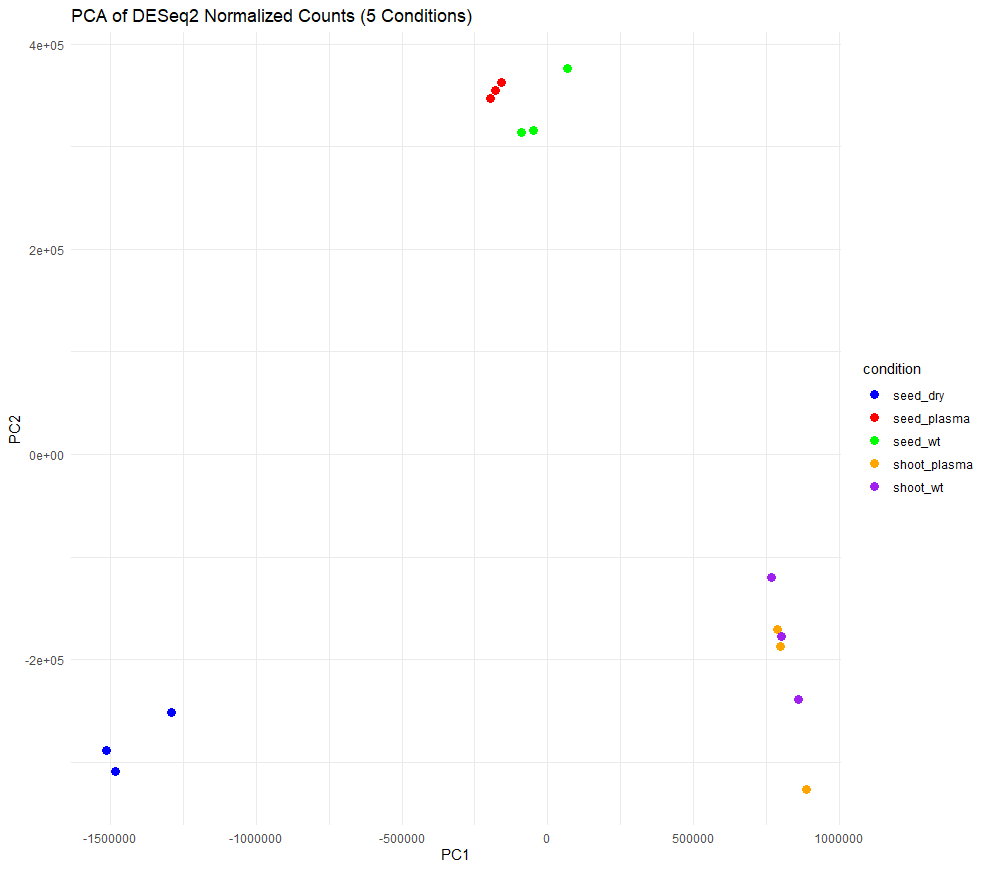 PCA of DESeq2 Normalized Counts (5 Conditions)
4e+05
2e+05
0e+00
-2e+05
PC2
-1500000
-1000000
-500000
0
500000
1000000
PC1
condition
seed_dry
seed_plasma
seed_wt
shoot_plasma
shoot_wt